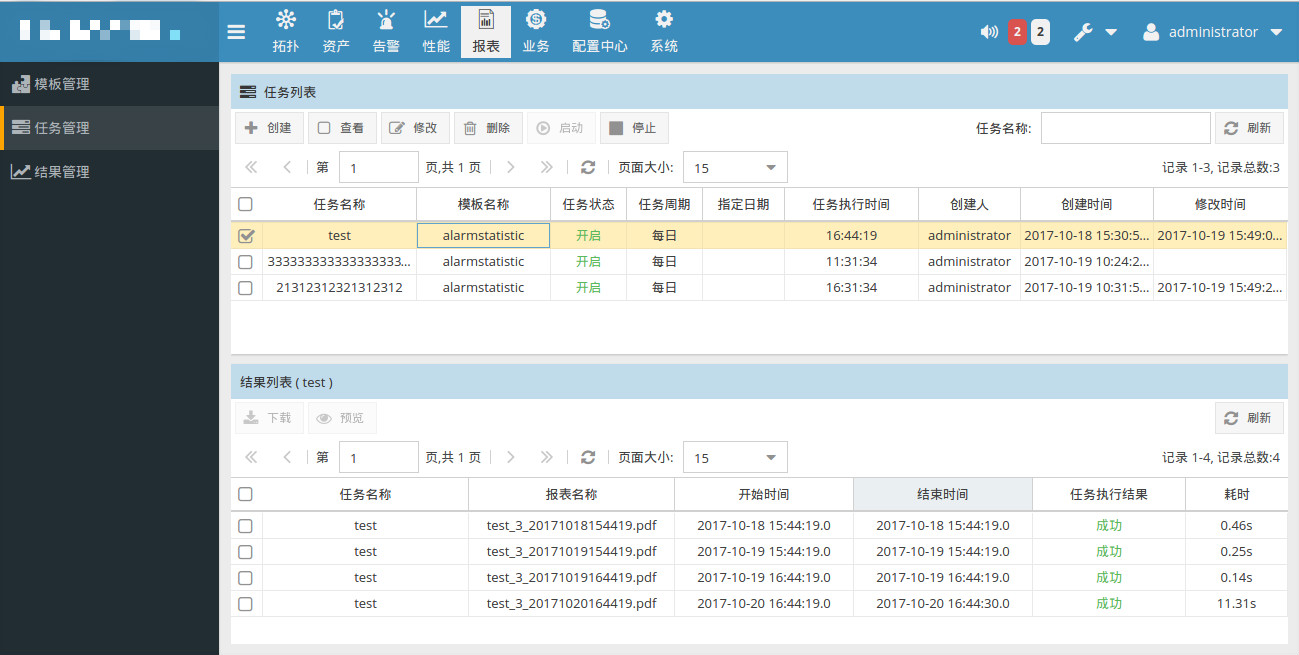 拓扑 资产 告警 性能 报表 业务 配置中心 系统 2 2 administrator
模板管理
任务管理
结果管理
任务列表
创建 查看 修改 删除 启动 停止 任务名称: 刷新
第 1 页,共 1 页 页面大小: 15 记录 1-3, 记录总数:3
任务名称 模板名称 任务状态 任务周期 指定日期 任务执行时间 创建人 创建时间 修改时间
test alarmstatistic 开启 每日 16:44:19 administrator 2017-10-18 15:30:5... 2017-10-19 15:49:0...
333333333333333333... alarmstatistic 开启 每日 11:31:34 administrator 2017-10-19 10:24:2...
21312312321312312 alarmstatistic 开启 每日 16:31:34 administrator 2017-10-19 10:31:5... 2017-10-19 15:49:2...
结果列表 ( test )
下载 预览 刷新
第 1 页,共 1 页 页面大小: 15 记录 1-4, 记录总数:4
任务名称 报表名称 开始时间 结束时间 任务执行结果 耗时
test test_3_20171018154419.pdf 2017-10-18 15:44:19.0 2017-10-18 15:44:19.0 成功 0.46s
test test_3_20171019154419.pdf 2017-10-19 15:44:19.0 2017-10-19 15:44:19.0 成功 0.25s
test test_3_20171019164419.pdf 2017-10-19 16:44:19.0 2017-10-19 16:44:19.0 成功 0.14s
test test_3_20171020164419.pdf 2017-10-20 16:44:19.0 2017-10-20 16:44:30.0 成功 11.31s